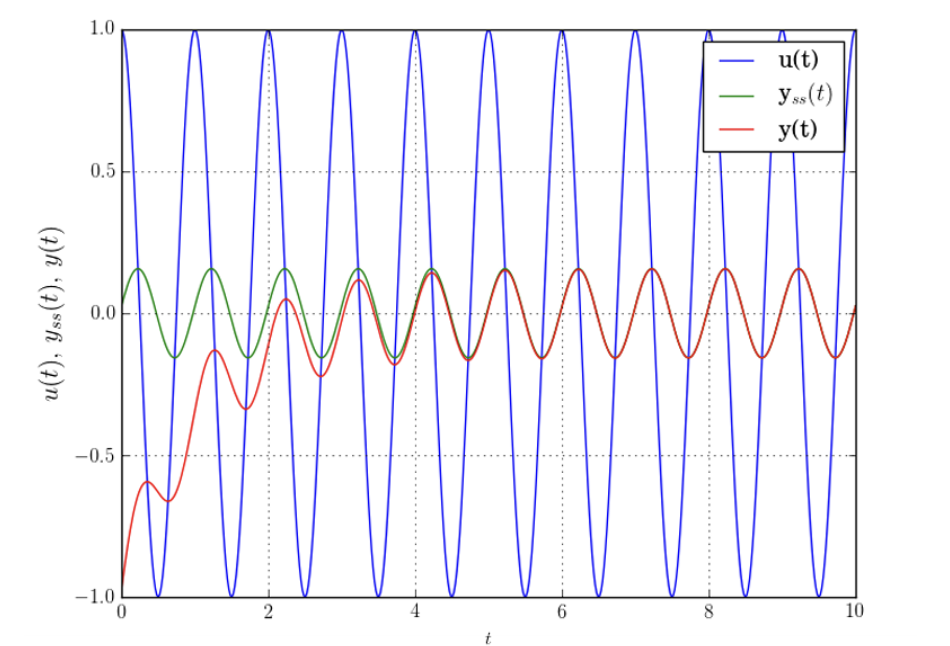 1.0
0.5
0.0
−0.5
−1.0
0 2 4 6 8 10
t
u(t), y_ss(t), y(t)
u(t)
y_ss(t)
y(t)